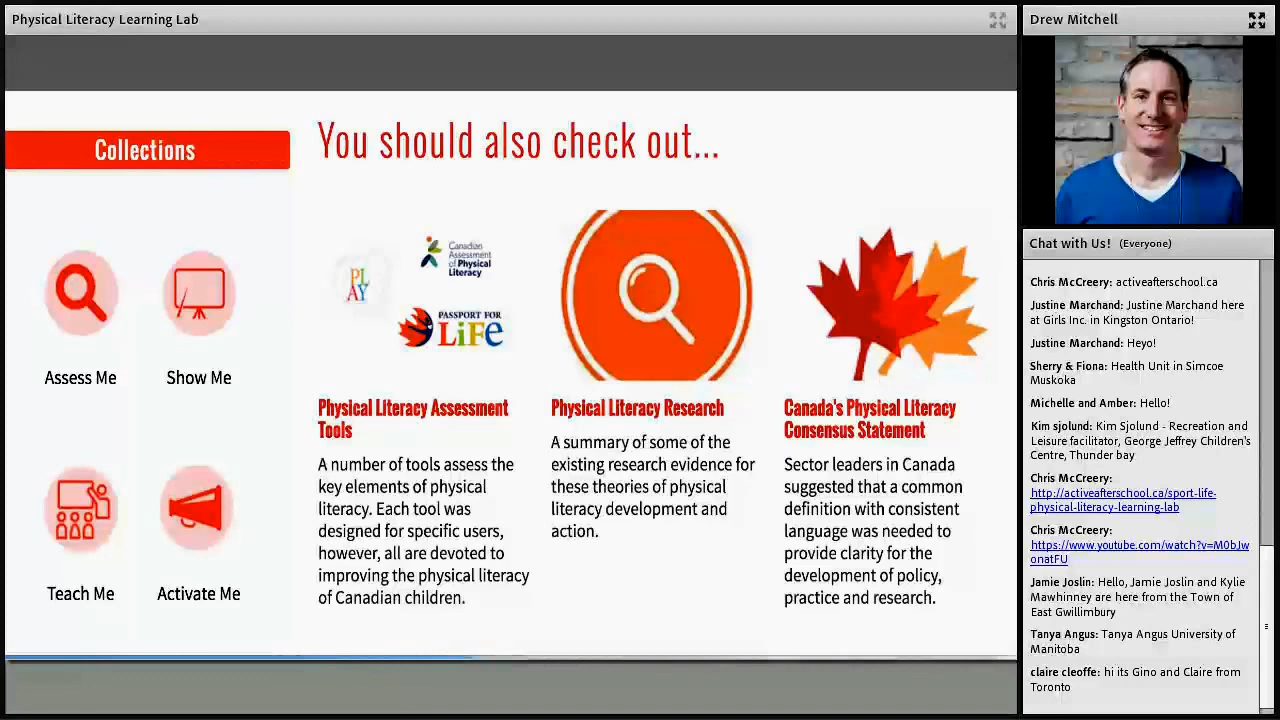 Physical Literacy Learning Lab
Collections
Assess Me
Show Me
Teach Me
Activate Me
You should also check out...
PL
AY
Canadian
Assessment
of Physical
Literacy
PASSPORT FOR
LiFe
Physical Literacy Assessment
Tools
A number of tools assess the
key elements of physical
literacy. Each tool was
designed for specific users,
however, all are devoted to
improving the physical literacy
of Canadian children.
Physical Literacy Research
A summary of some of the
existing research evidence for
these theories of physical
literacy development and
action.
Canada's Physical Literacy
Consensus Statement
Sector leaders in Canada
suggested that a common
definition with consistent
language was needed to
provide clarity for the
development of policy,
practice and research.
Drew Mitchell
Chat with Us! (Everyone)
Chris McCreery: activeafterschool.ca
Justine Marchand: Justine Marchand here
at Girls Inc. in Kingston Ontario!
Justine Marchand: Heyo!
Sherry & Fiona: Health Unit in Simcoe
Muskoka
Michelle and Amber: Hello!
Kim sjolund: Kim Sjolund - Recreation and
Leisure facilitator, George Jeffrey Children's
Centre, Thunder bay
Chris McCreery:
http://activeafterschool.ca/sport-life-
physical-literacy-learning-lab
Chris McCreery:
https://www.youtube.com/watch?v=M0bJw
onatFU
Jamie Joslin: Hello, Jamie Joslin and Kylie
Mawhinney are here from the Town of
East Gwillimbury
Tanya Angus: Tanya Angus University of
Manitoba
claire cleoffe: hi its Gino and Claire from
Toronto